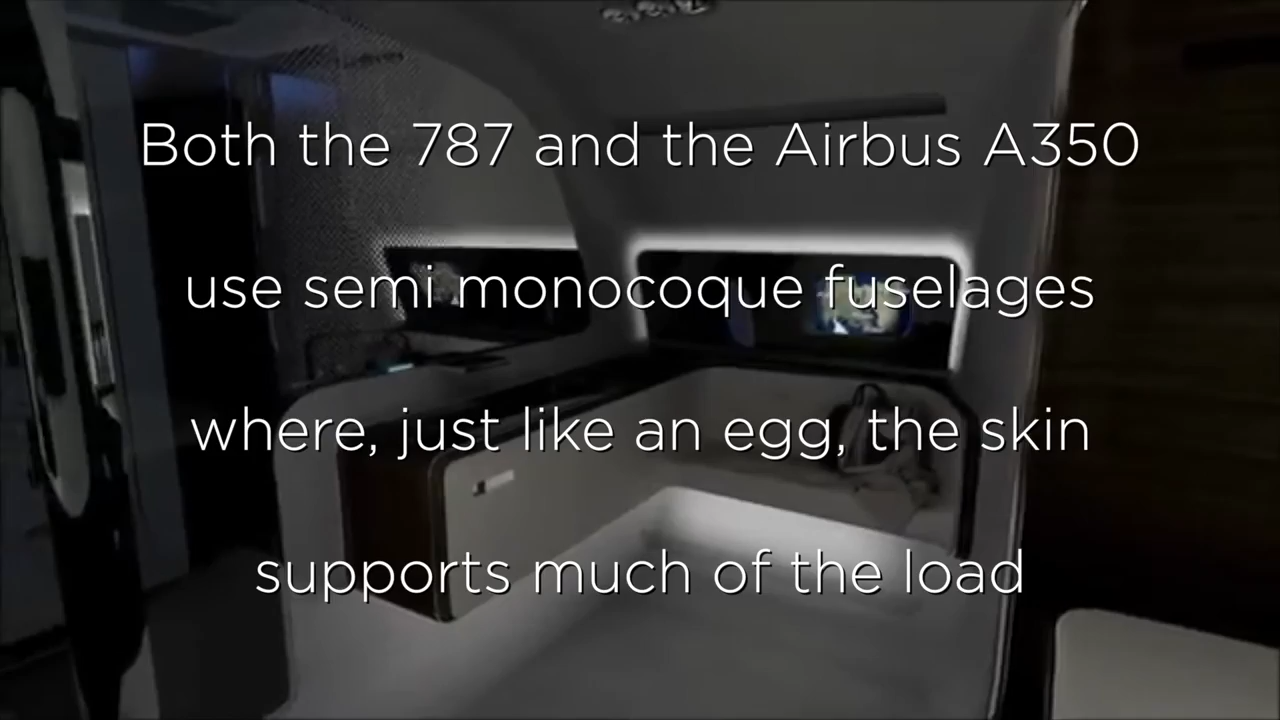 Both the 787 and the Airbus A350
use semi monocoque fuselages
where, just like an egg, the skin
supports much of the load